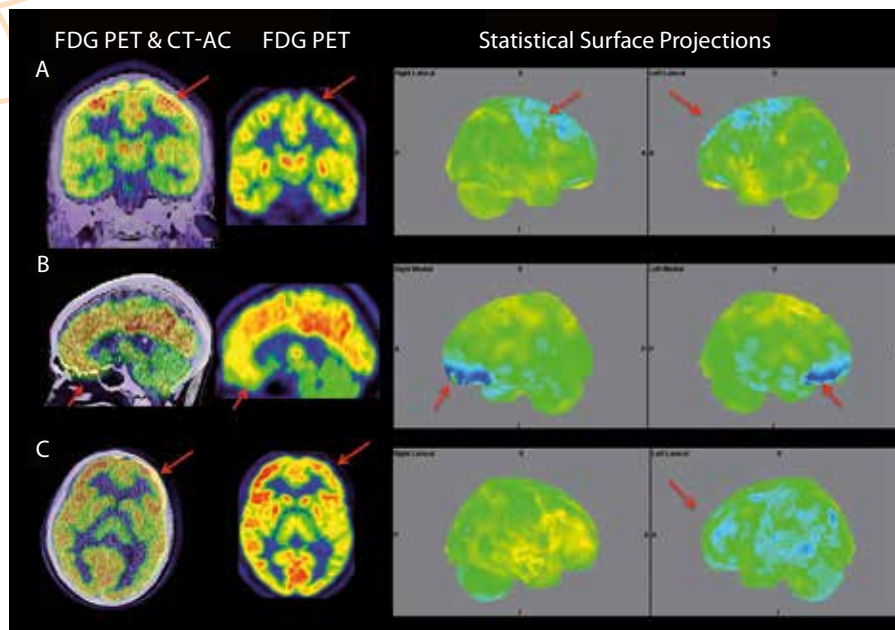 FDG PET & CT-AC FDG PET Statistical Surface Projections
A
Right Lateral Left Lateral
B
Right Medial Left Medial
C
Right Lateral Left Lateral